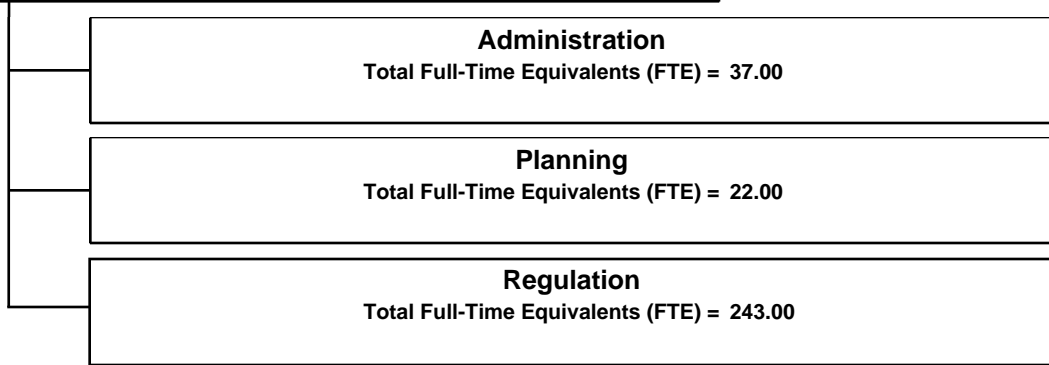 Administration
Total Full-Time Equivalents (FTE) = 37.00
Planning
Total Full-Time Equivalents (FTE) = 22.00
Regulation
Total Full-Time Equivalents (FTE) = 243.00